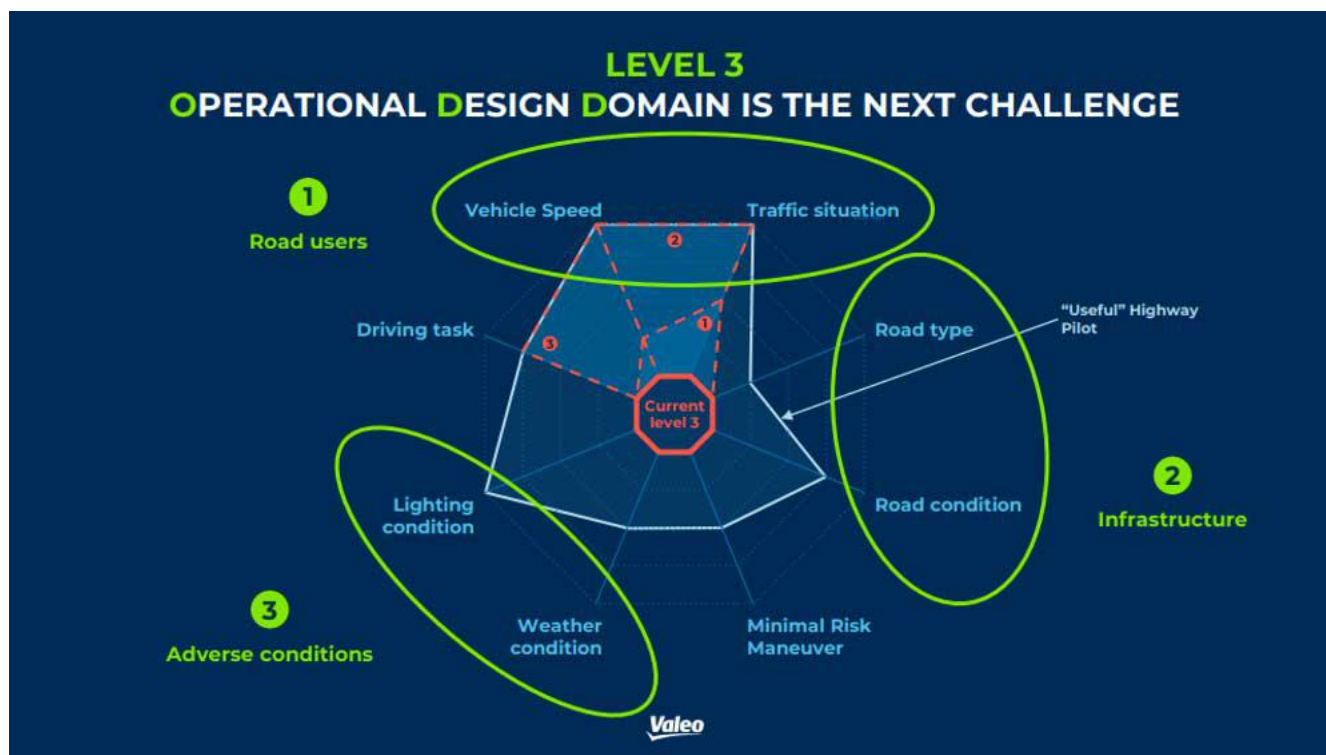 LEVEL 3
OPERATIONAL DESIGN DOMAIN IS THE NEXT CHALLENGE
1
Road users
Vehicle Speed
Traffic situation
2
1
3
Driving task
Road type
“Useful” Highway
Pilot
Current
level 3
Lighting
condition
Road condition
2
Infrastructure
3
Adverse conditions
Weather
condition
Minimal Risk
Maneuver
Valeo